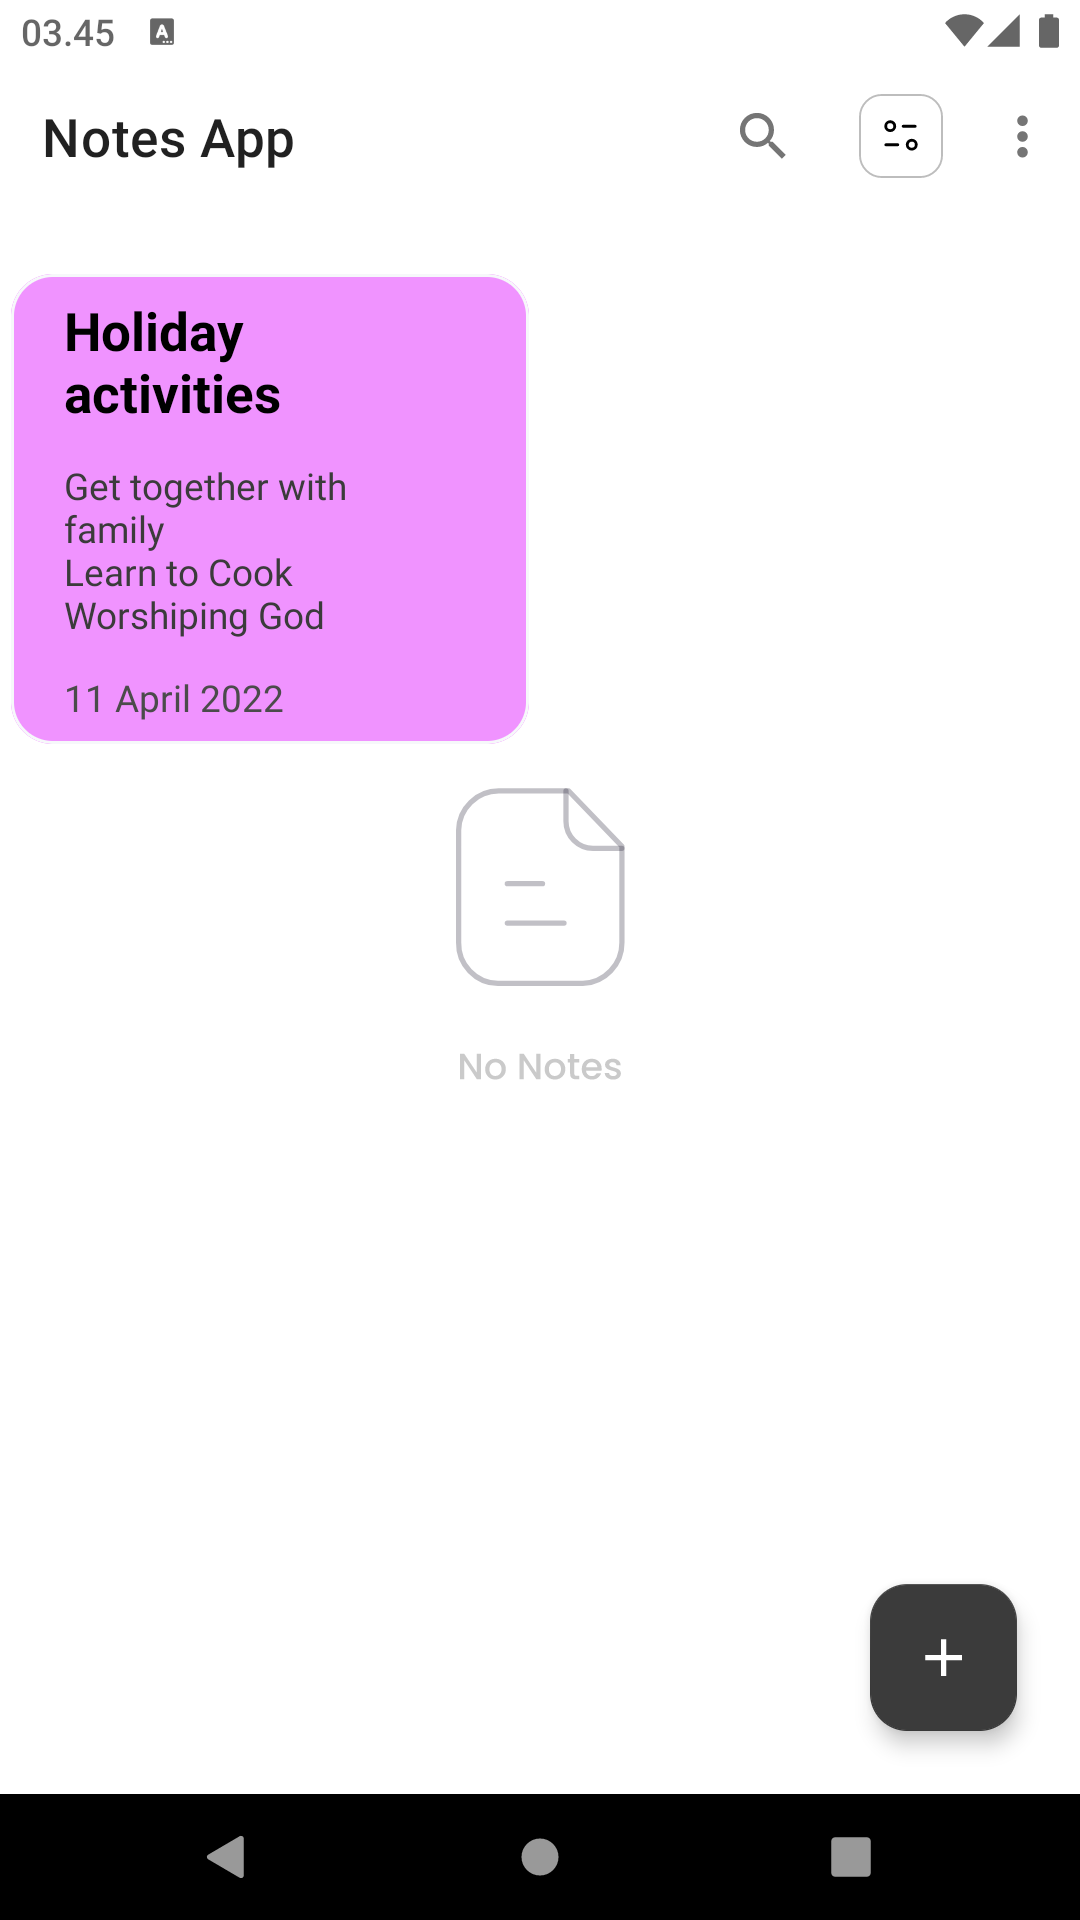 03.45
Notes App
Holiday
activities
Get together with
family
Learn to Cook
Worshiping God
11 April 2022
No Notes